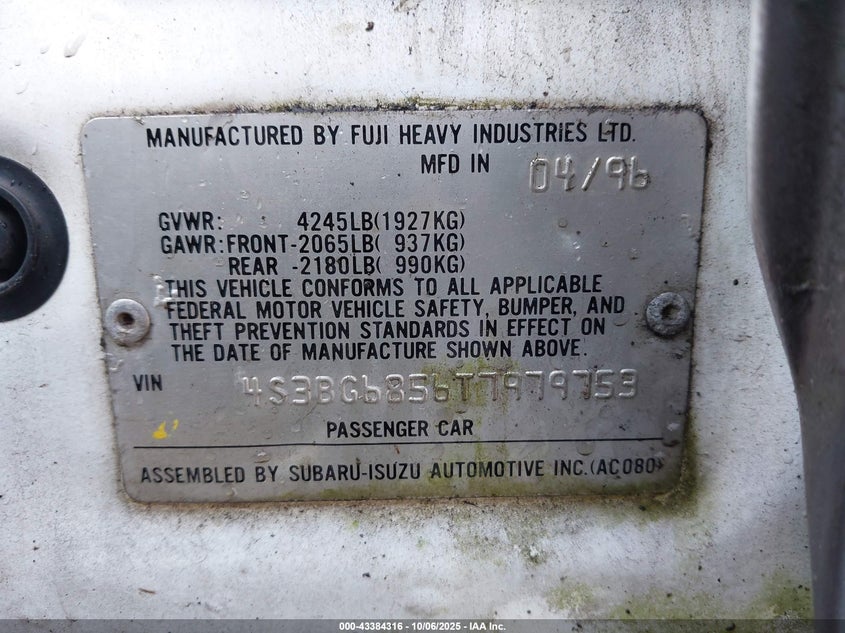 MANUFACTURED BY FUJI HEAVY INDUSTRIES LTD.
MFD IN 04/96
GVWR: 4245LB(1927KG)
GAWR:FRONT-2065LB( 937KG)
REAR -2180LB( 990KG)
THIS VEHICLE CONFORMS TO ALL APPLICABLE
FEDERAL MOTOR VEHICLE SAFETY, BUMPER, AND
THEFT PREVENTION STANDARDS IN EFFECT ON
THE DATE OF MANUFACTURE SHOWN ABOVE.
VIN 4S3BG6856T7979753
PASSENGER CAR
ASSEMBLED BY SUBARU-ISUZU AUTOMOTIVE INC.(AC080)
000-43384316 - 10/06/2025 - IAA Inc.